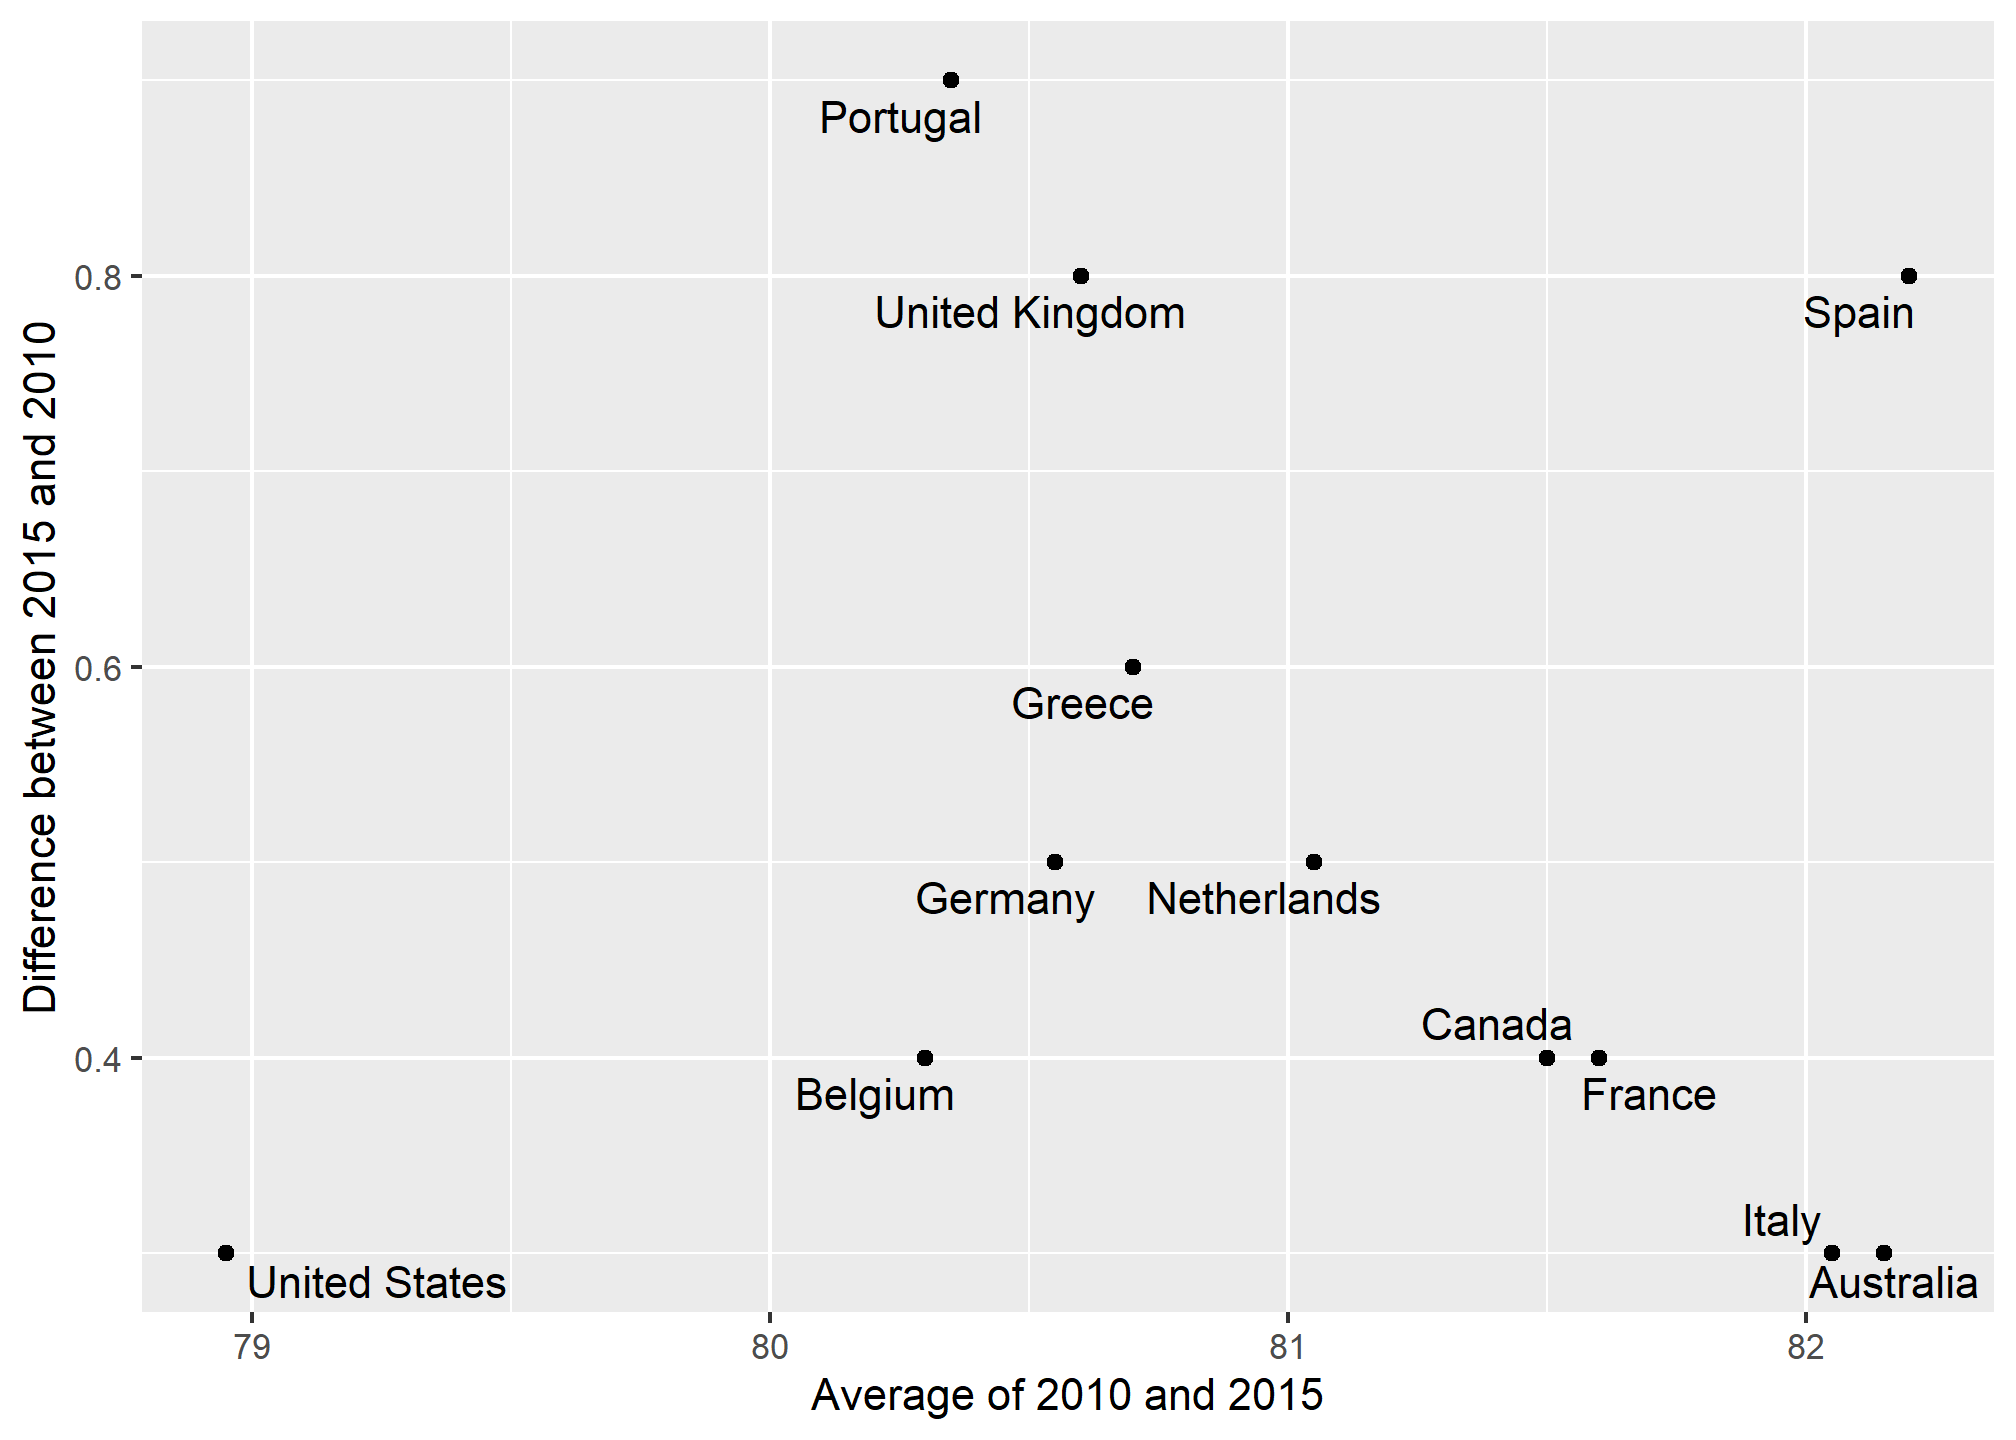 Difference between 2015 and 2010
0.8
0.6
0.4
Portugal
United Kingdom
Spain
Greece
Germany
Netherlands
Canada
Belgium
France
Italy
United States
Australia
79
80
81
82
Average of 2010 and 2015